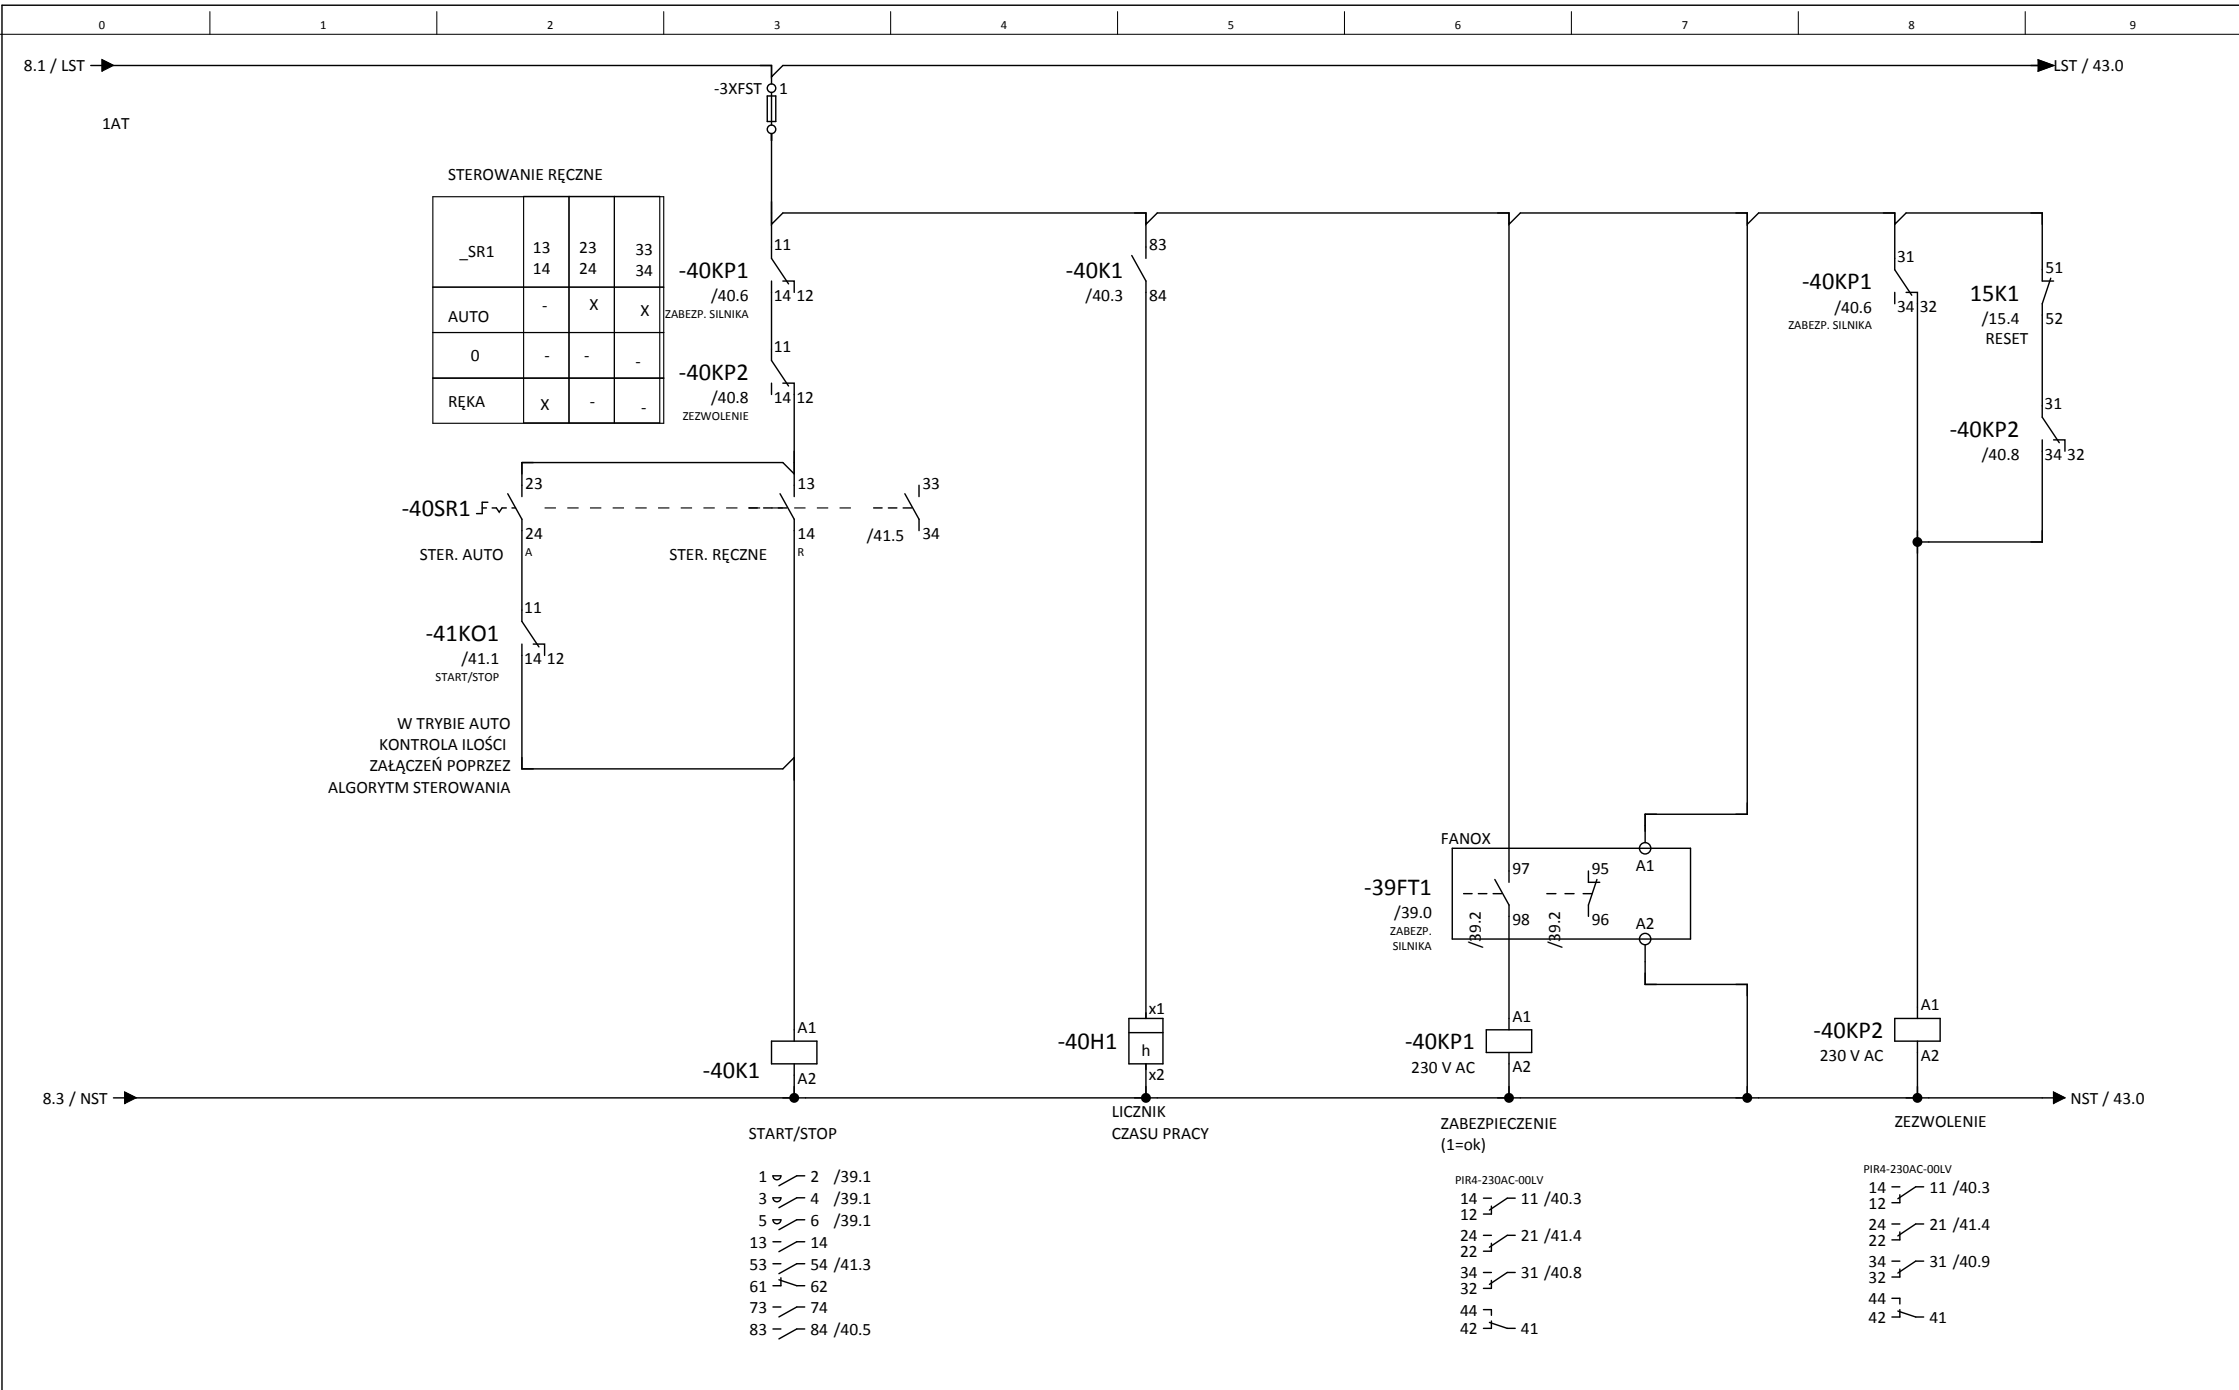 0 1 2 3 4 5 6 7 8 9
8.1 / LST
LST / 43.0
-3XFST 1
1AT
STEROWANIE RĘCZNE
_SR1 13 23 33
14 24 34
AUTO - X X
0 - - -
RĘKA X - -
11
-40KP1
/40.6 14 12
ZABEZP. SILNIKA
11
-40KP2
/40.8 14 12
ZEZWOLENIE
23 13 33
-40SR1
24 14 /41.5 34
STER. AUTO A STER. RĘCZNE R
11
-41KO1
/41.1 14 12
START/STOP
W TRYBIE AUTO
KONTROLA ILOŚCI
ZAŁĄCZEŃ POPRZEZ
ALGORYTM STEROWANIA
A1
-40K1
A2
83
-40K1
/40.3 84
x1
-40H1 h
x2
FANOX
97 95 A1
-39FT1
/39.0 /39.2 98 /39.2 96 A2
ZABEZP.
SILNIKA
A1
-40KP1
230 V AC A2
31
-40KP1
/40.6 34 32
ZABEZP. SILNIKA
51
15K1
/15.4 52
RESET
31
-40KP2
/40.8 34 32
A1
-40KP2
230 V AC A2
8.3 / NST
NST / 43.0
START/STOP
1 2 /39.1
3 4 /39.1
5 6 /39.1
13 14
53 54 /41.3
61 62
73 74
83 84 /40.5
LICZNIK
CZASU PRACY
ZABEZPIECZENIE
(1=ok)
PIR4-230AC-00LV
14 11 /40.3
12
24 21 /41.4
22
34 31 /40.8
32
44
42 41
ZEZWOLENIE
PIR4-230AC-00LV
14 11 /40.3
12
24 21 /41.4
22
34 31 /40.9
32
44
42 41